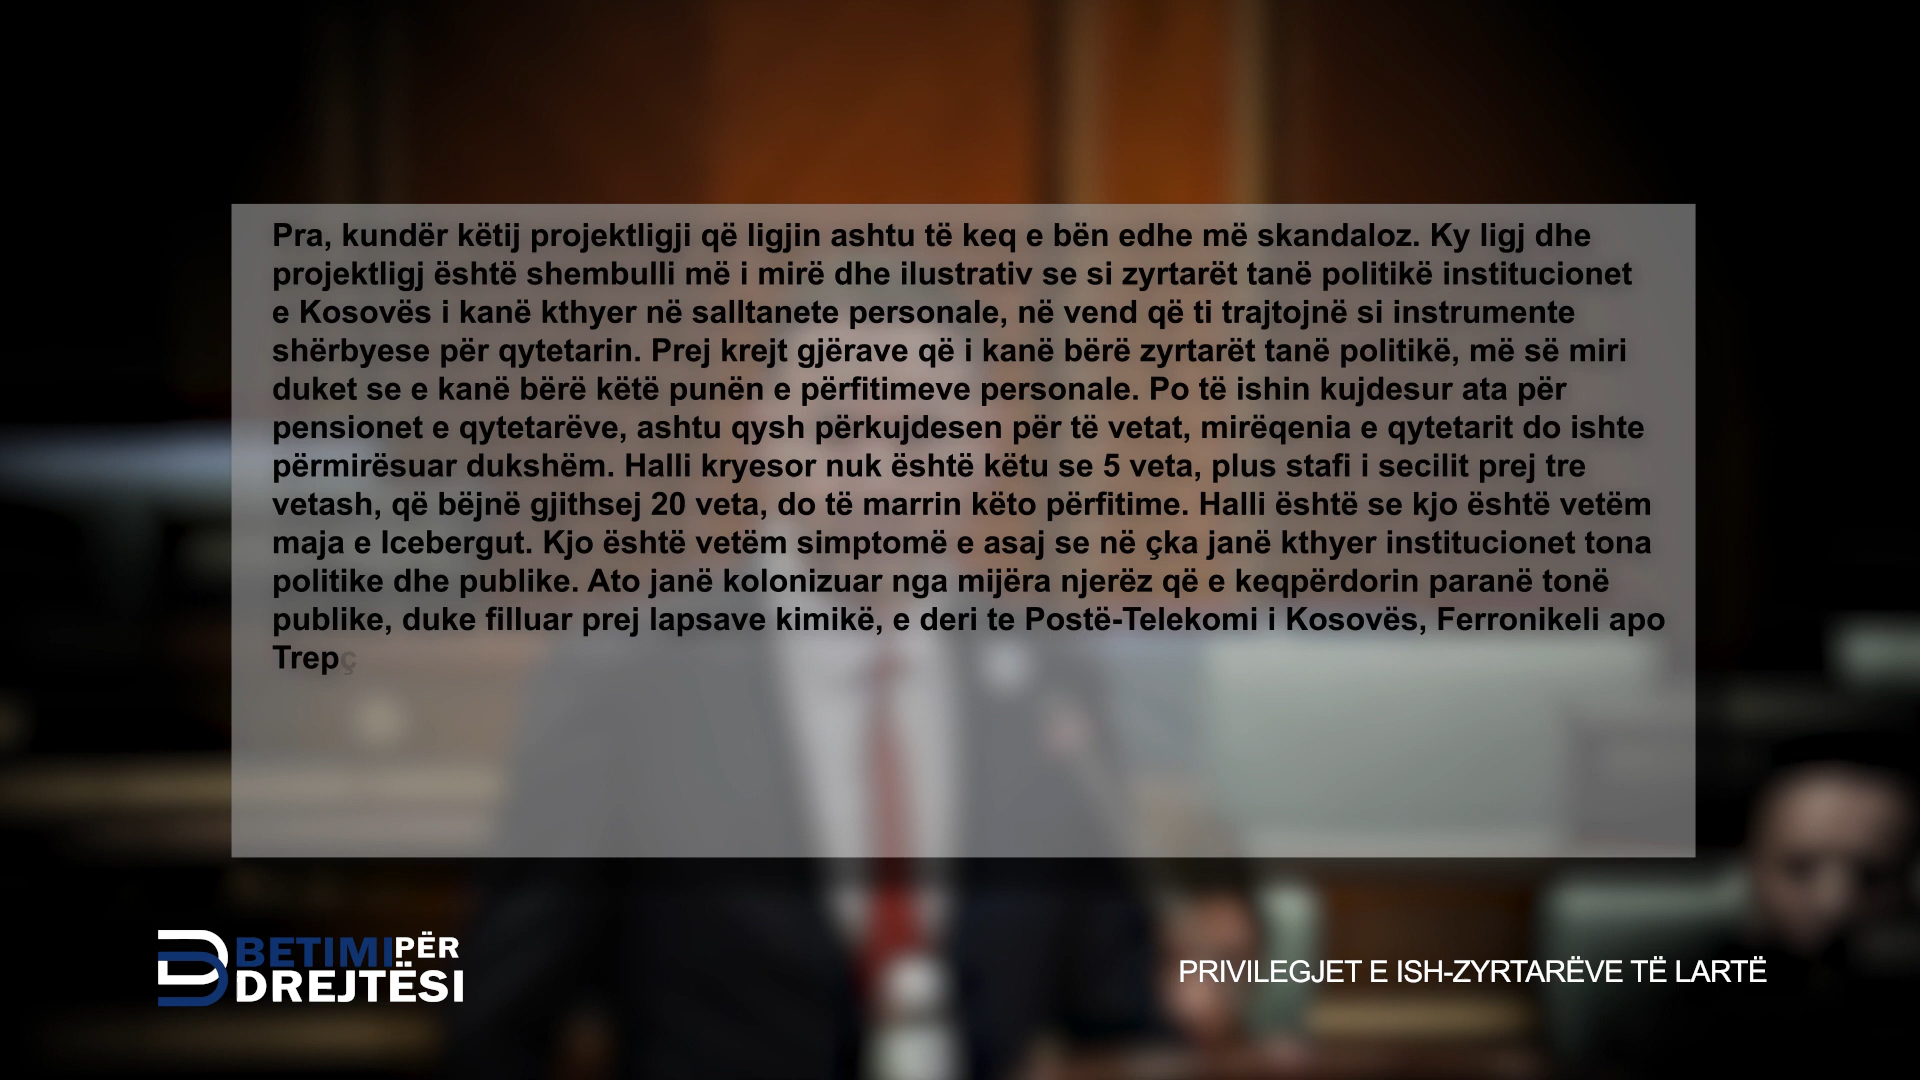 Pra, kundër këtij projektligji që ligjin ashtu të keq e bën edhe më skandaloz. Ky ligj dhe
projektligj është shembulli më i mirë dhe ilustrativ se si zyrtarët tanë politikë institucionet
e Kosovës i kanë kthyer në salltanete personale, në vend që ti trajtojnë si instrumente
shërbyese për qytetarin. Prej krejt gjërave që i kanë bërë zyrtarët tanë politikë, më së miri
duket se e kanë bërë këtë punën e përfitimeve personale. Po të ishin kujdesur ata për
pensionet e qytetarëve, ashtu qysh përkujdesen për të vetat, mirëqenia e qytetarit do ishte
përmirësuar dukshëm. Halli kryesor nuk është këtu se 5 veta, plus stafi i secilit prej tre
vetash, që bëjnë gjithsej 20 veta, do të marrin këto përfitime. Halli është se kjo është vetëm
maja e Icebergut. Kjo është vetëm simptomë e asaj se në çka janë kthyer institucionet tona
politike dhe publike. Ato janë kolonizuar nga mijëra njerëz që e keqpërdorin paranë tonë
publike, duke filluar prej lapsave kimikë, e deri te Postë-Telekomi i Kosovës, Ferronikeli apo
Trepç
BETIMI PËR
DREJTËSI
PRIVILEGJET E ISH-ZYRTARËVE TË LARTË